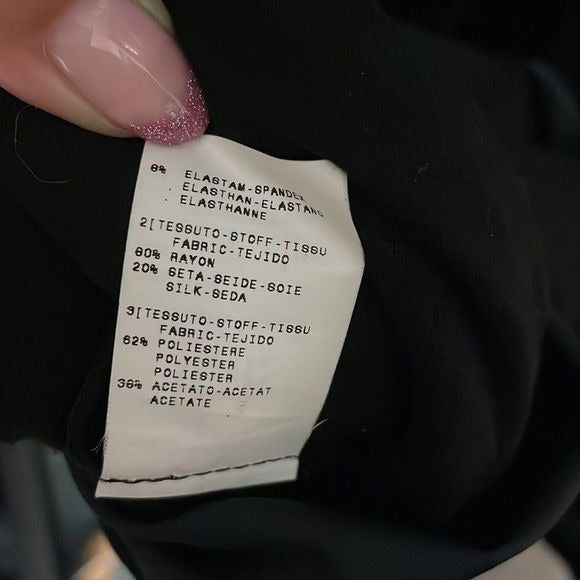 6% ELASTAM-SPANDEX
ELASTHAN-ELASTANO
ELASTHANNE
2[TESSUTO-STOFF-TISSU
FABRIC-TEJIDO
80% RAYON
20% SETA-SEIDE-SOIE
SILK-SEDA
3[TESSUTO-STOFF-TISSU
FABRIC-TEJIDO
62% POLIESTERE
POLYESTER
POLIESTER
38% ACETATO-ACETAT
ACETATE